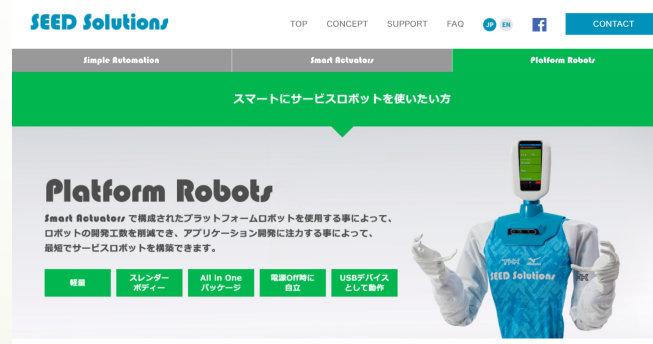 SEED Solutions
TOP CONCEPT SUPPORT FAQ JP EN f CONTACT
Simple Automation Smart Actuators Platform Robots
スマートにサービスロボットを使いたい方
Platform Robots
Smart Actuators で構成されたプラットフォームロボットを使用する事によって、
ロボットの開発工数を削減でき、アプリケーション開発に注力する事によって、
最短でサービスロボットを構築できます。
軽量
スレンダー
ボディー
All in One
パッケージ
電源Off時に
自立
USBデバイス
として動作
THK
SEED Solutions